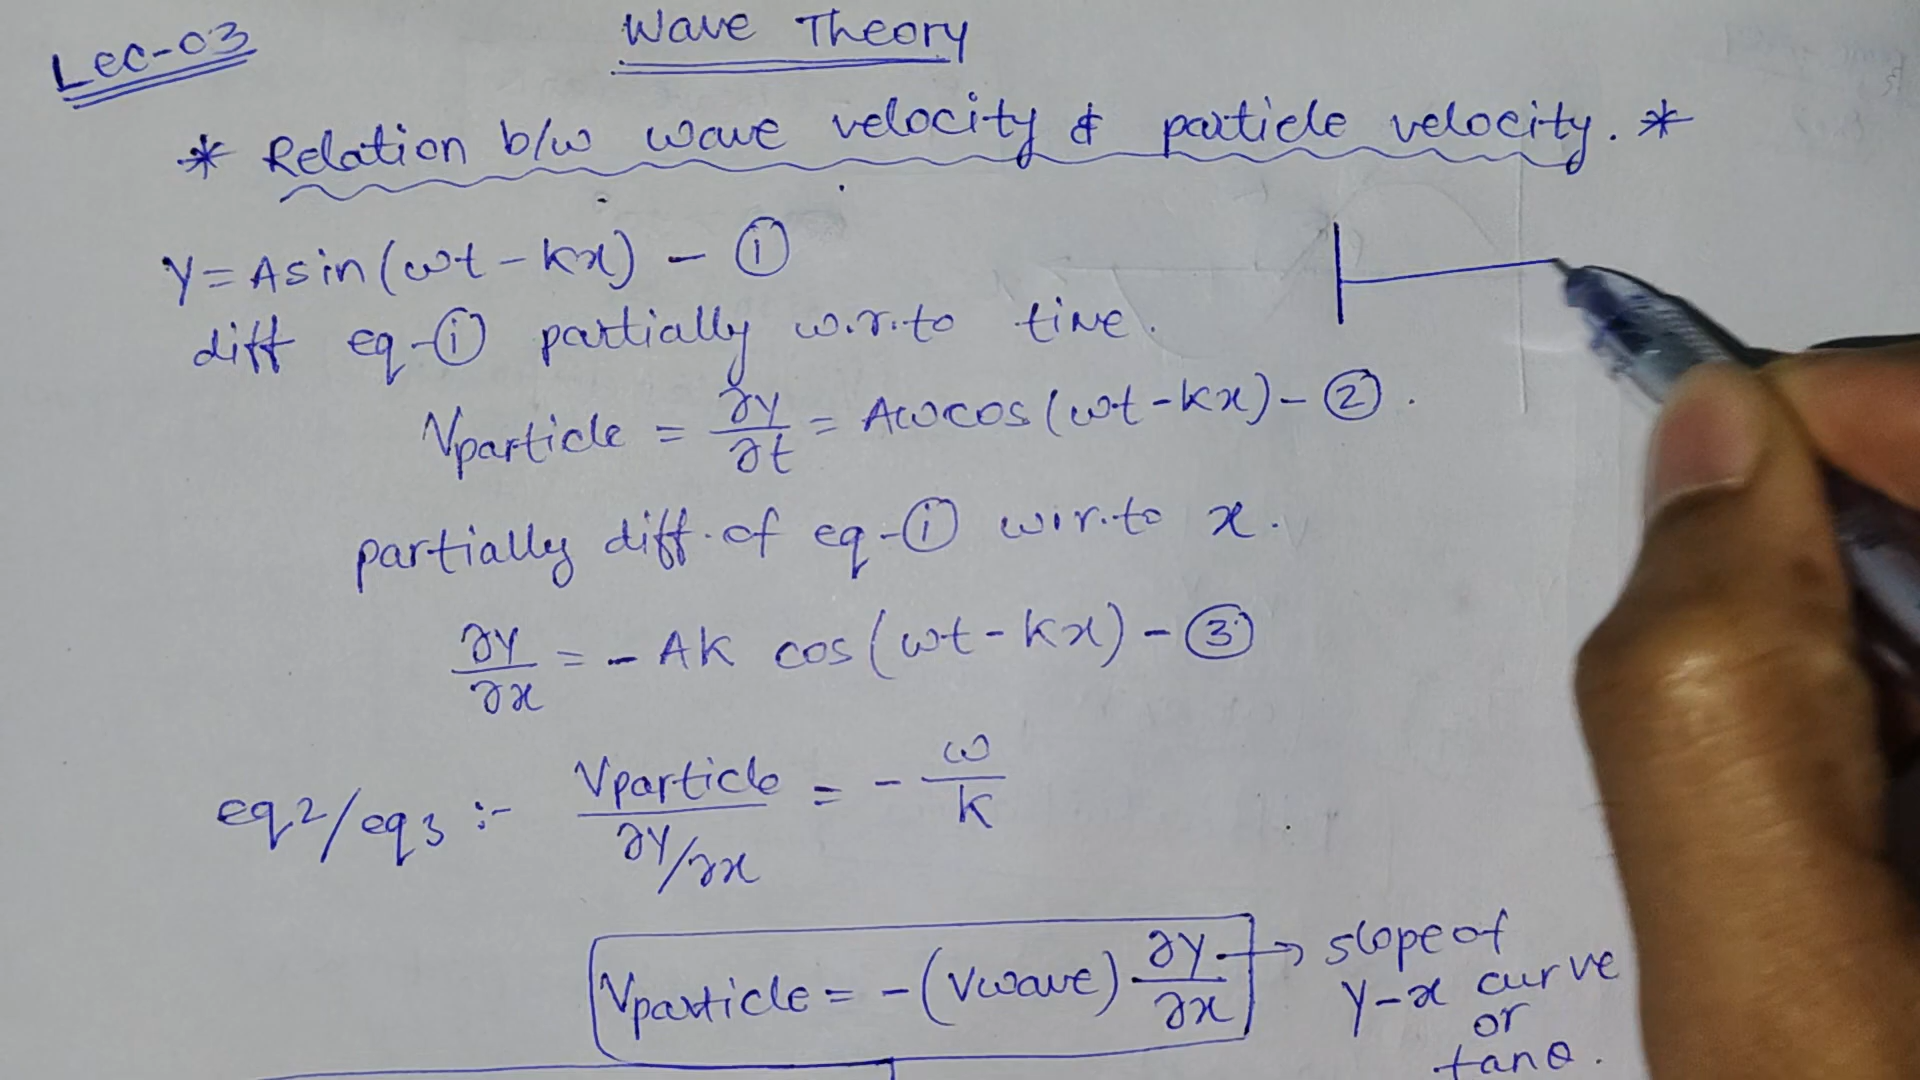 Lec-03
Wave Theory
* Relation b/w wave velocity & particle velocity. *
Y = A sin (ωt - kx) - ①
diff eq-① partially w.r.to time.
Vparticle = ∂y/∂t = Aω cos (ωt - kx) - ②.
partially diff. of eq-① w.r.to x.
∂y/∂x = - AK cos (ωt - kx) - ③
eq2/eq3 :- Vparticle / ∂y/∂x = - ω/k
Vparticle = - (Vwave) ∂y/∂x → slope of
y-x curve
or
tanθ.